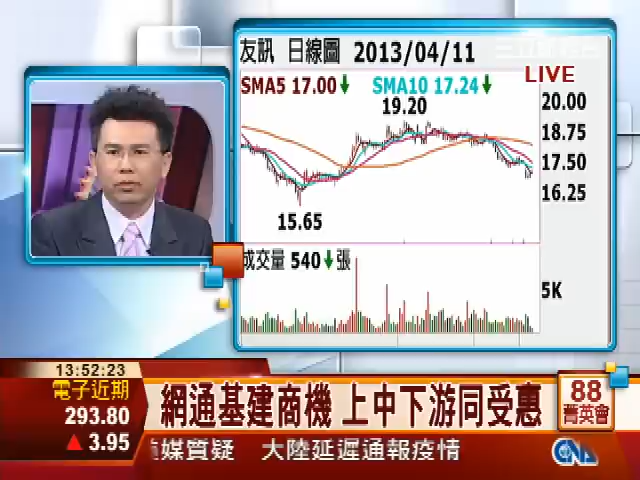 友訊 日線圖 2013/04/11
LIVE
SMA5 17.00↓ SMA10 17.24↓
20.00
19.20
18.75
17.50
16.25
15.65
成交量 540↓張
5K
13:52:23
電子近期
293.80
▲3.95
網通基建商機 上中下游同受惠
88
菁英會
媒質疑 大陸延遲通報疫情